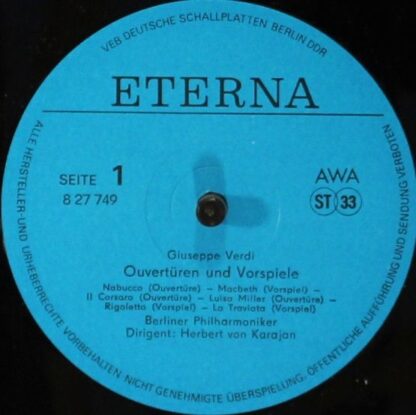 VEB DEUTSCHE SCHALLPLATTEN BERLIN DDR
ETERNA
SEITE 1
8 27 749
AWA
ST 33
Giuseppe Verdi
Ouvertüren und Vorspiele
Nabucco (Ouvertüre) – Macbeth (Vorspiel) –
Il Corsaro (Ouvertüre) – Luisa Miller (Ouvertüre) –
Rigoletto (Vorspiel) – La Traviata (Vorspiel)
Berliner Philharmoniker
Dirigent: Herbert von Karajan
ALLE HERSTELLER- UND URHEBERRECHTE VORBEHALTEN NICHT GENEHMIGTE ÜBERSPIELUNG, ÖFFENTLICHE AUFFÜHRUNG UND SENDUNG VERBOTEN